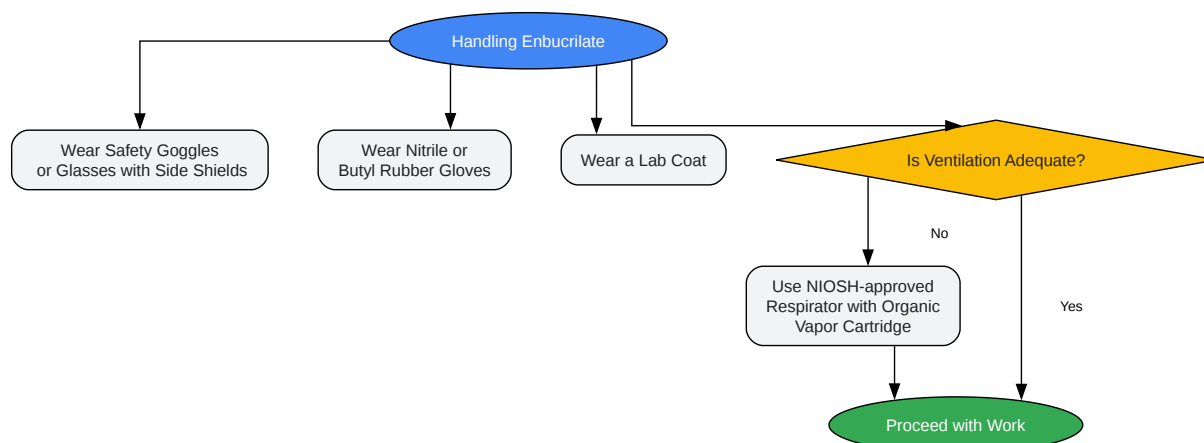 Handling Enbucrilate
Wear Safety Goggles
or Glasses with Side Shields
Wear Nitrile or
Butyl Rubber Gloves
Wear a Lab Coat
Is Ventilation Adequate?
No
Use NIOSH-approved
Respirator with Organic
Vapor Cartridge
Yes
Proceed with Work